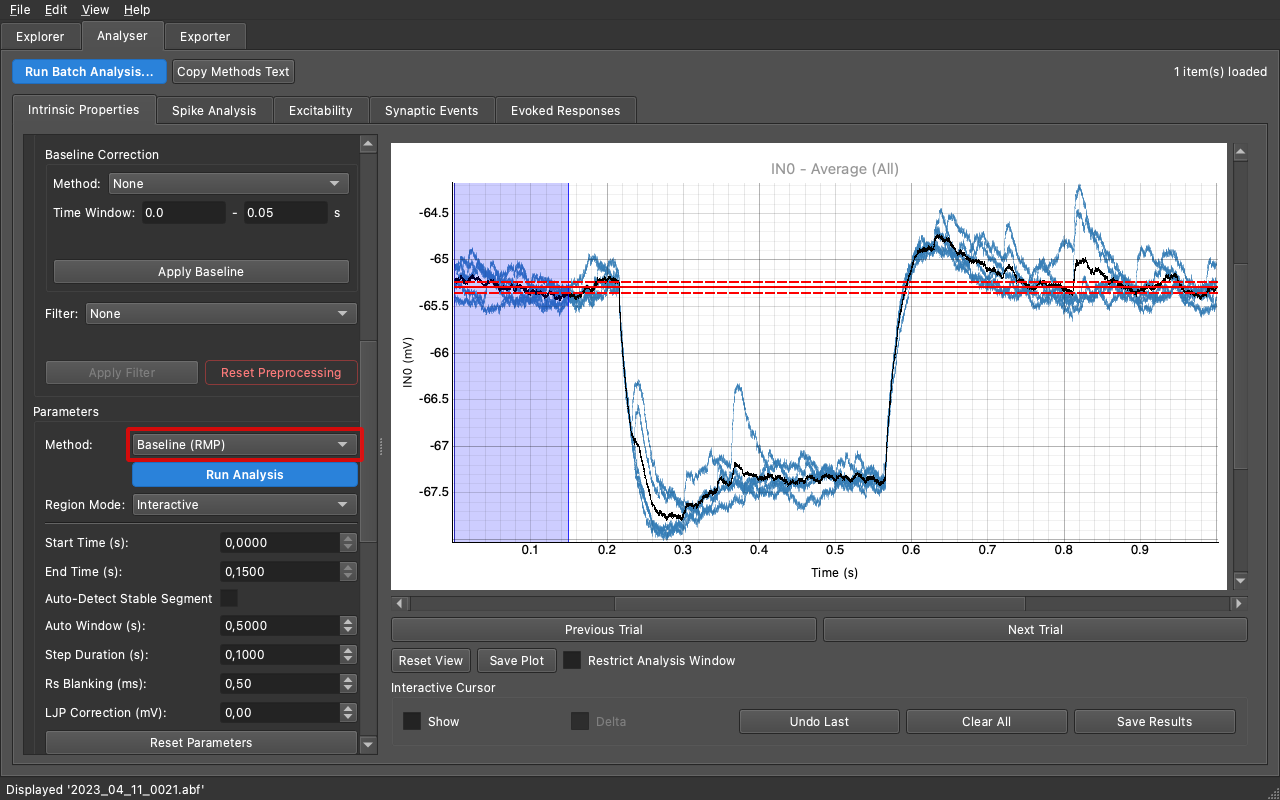 File Edit View Help
Explorer Analyser Exporter
Run Batch Analysis... Copy Methods Text 1 item(s) loaded
Intrinsic Properties Spike Analysis Excitability Synaptic Events Evoked Responses
Baseline Correction
Method: None
Time Window: 0.0 - 0.05 s
Apply Baseline
Filter: None
Apply Filter Reset Preprocessing
Parameters
Method: Baseline (RMP)
Run Analysis
Region Mode: Interactive
Start Time (s): 0,0000
End Time (s): 0,1500
Auto-Detect Stable Segment
Auto Window (s): 0,5000
Step Duration (s): 0,1000
Rs Blanking (ms): 0,50
LJP Correction (mV): 0,00
Reset Parameters
IN0 - Average (All)
-64.5
-65
-65.5
-66
-66.5
-67
-67.5
IN0 (mV)
0.1 0.2 0.3 0.4 0.5 0.6 0.7 0.8 0.9
Time (s)
Previous Trial Next Trial
Reset View Save Plot Restrict Analysis Window
Interactive Cursor
Show Delta Undo Last Clear All Save Results
Displayed '2023_04_11_0021.abf'